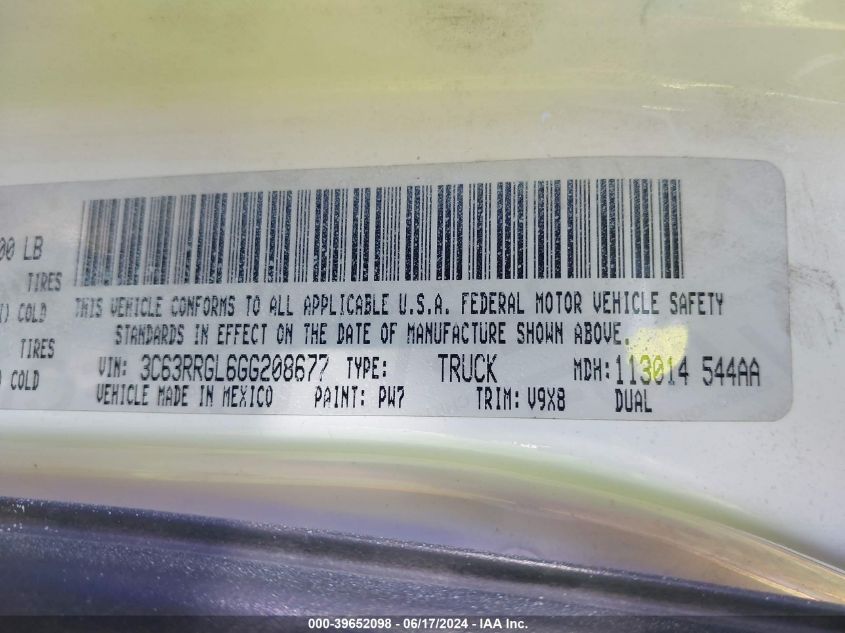 00 LB
TIRES
COLD
THIS VEHICLE CONFORMS TO ALL APPLICABLE U.S.A. FEDERAL MOTOR VEHICLE SAFETY
STANDARDS IN EFFECT ON THE DATE OF MANUFACTURE SHOWN ABOVE.
TIRES
COLD
VIN: 3C63RRGL6GG208677 TYPE: TRUCK MDH: 113014 544AA
VEHICLE MADE IN MEXICO PAINT: PW7 TRIM: V9X8 DUAL
000-39652098 - 06/17/2024 - IAA Inc.